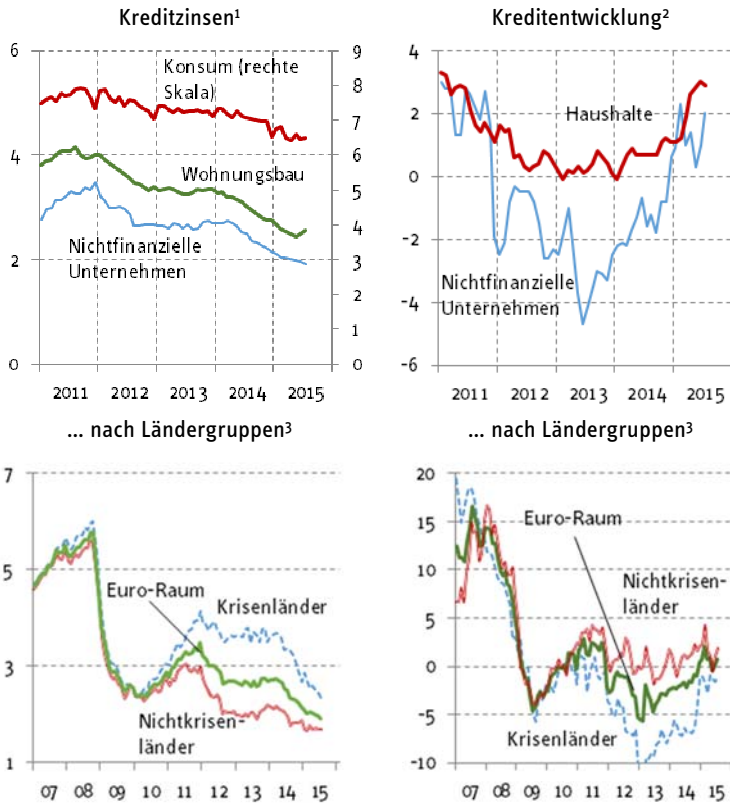 Kreditzinsen¹
6
4
2
0
9
8
7
6
5
4
3
2
2
1
0
Konsum (rechte
Skala)
Wohnungsbau
Nichtfinanzielle
Unternehmen
2011 2012 2013 2014 2015
Kreditentwicklung²
4
2
0
-2
-4
-6
Haushalte
Nichtfinanzielle
Unternehmen
2011 2012 2013 2014 2015
... nach Ländergruppen³
7
5
3
1
Euro-Raum
Krisenländer
Nichtkrisen-
länder
07 08 09 10 11 12 13 14 15
... nach Ländergruppen³
20
15
10
5
0
-5
-10
Euro-Raum
Nichtkrisen-
länder
Krisenländer
07 08 09 10 11 12 13 14 15